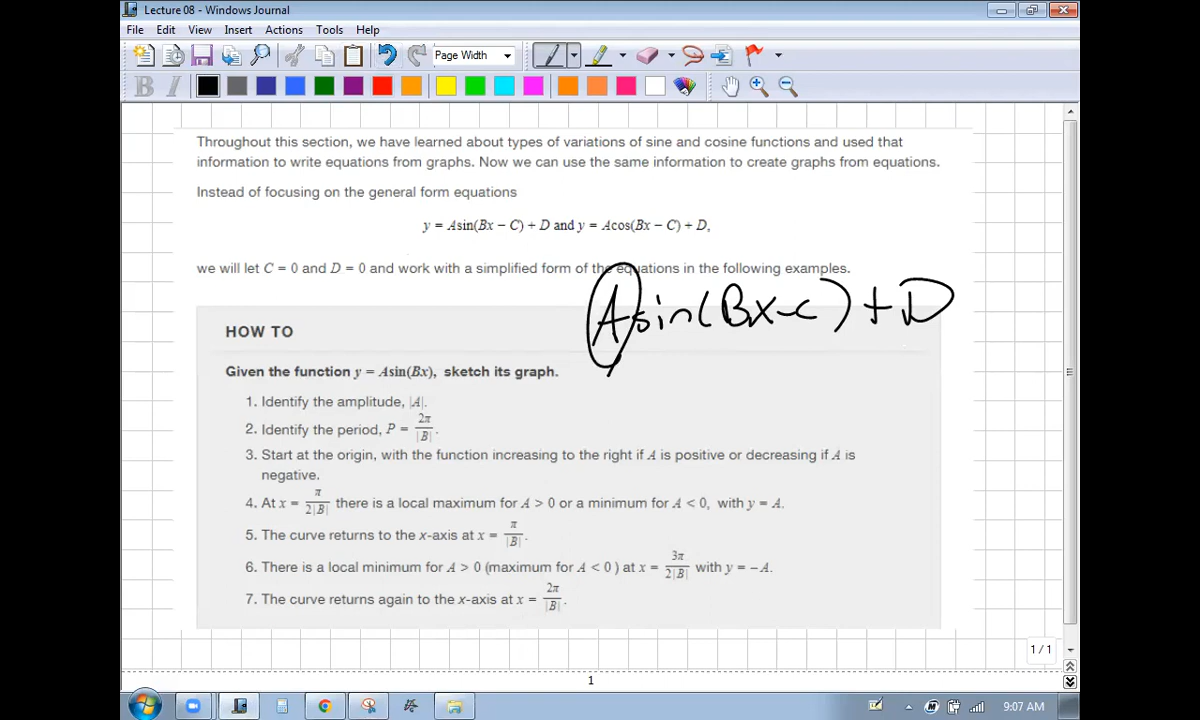 Lecture 08 - Windows Journal
File Edit View Insert Actions Tools Help
Page Width
B I
Throughout this section, we have learned about types of variations of sine and cosine functions and used that
information to write equations from graphs. Now we can use the same information to create graphs from equations.
Instead of focusing on the general form equations
y = Asin(Bx − C) + D and y = Acos(Bx − C) + D,
we will let C = 0 and D = 0 and work with a simplified form of the equations in the following examples.
A sin(Bx-C) + D
HOW TO
Given the function y = Asin(Bx), sketch its graph.
1. Identify the amplitude, |A|.
2. Identify the period, P = 2π/|B|.
3. Start at the origin, with the function increasing to the right if A is positive or decreasing if A is
negative.
4. At x = π/2|B| there is a local maximum for A > 0 or a minimum for A < 0, with y = A.
5. The curve returns to the x-axis at x = π/|B|.
6. There is a local minimum for A > 0 (maximum for A < 0 ) at x = 3π/2|B| with y = −A.
7. The curve returns again to the x-axis at x = 2π/|B|.
1 / 1
1
9:07 AM